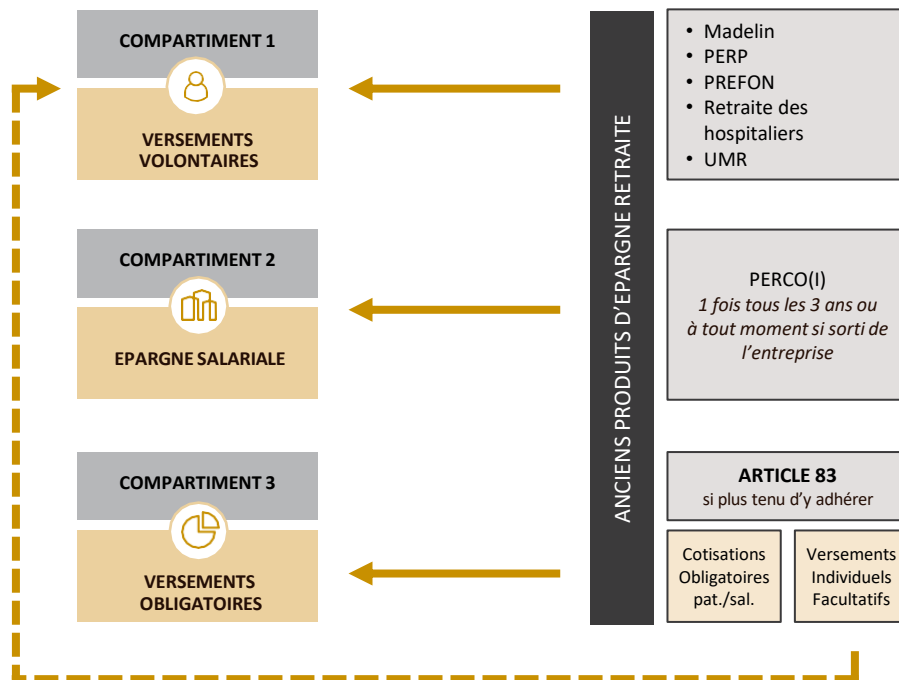 COMPARTIMENT 1
VERSEMENTS
VOLONTAIRES
COMPARTIMENT 2
EPARGNE SALARIALE
COMPARTIMENT 3
VERSEMENTS
OBLIGATOIRES
ANCIENS PRODUITS D'EPARGNE RETRAITE
• Madelin
• PERP
• PREFON
• Retraite des
hospitaliers
• UMR
PERCO(I)
1 fois tous les 3 ans ou
à tout moment si sorti de
l'entreprise
ARTICLE 83
si plus tenu d'y adhérer
Cotisations
Obligatoires
pat./sal.
Versements
Individuels
Facultatifs